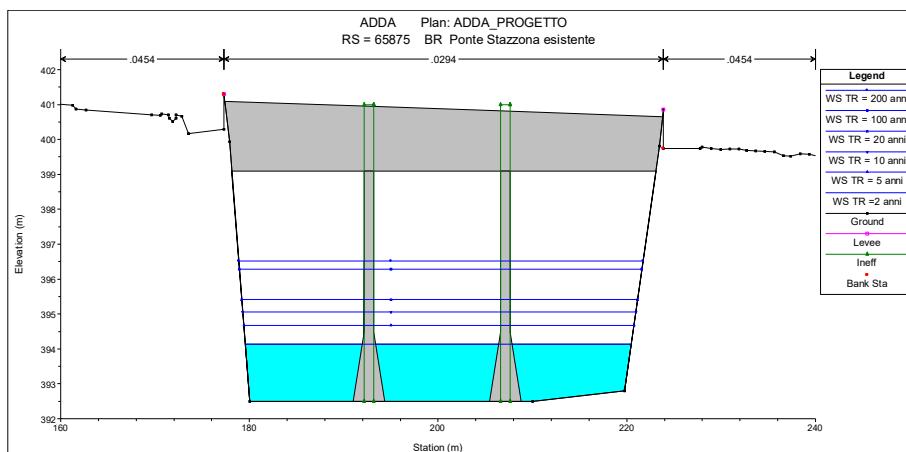 ADDA Plan: ADDA_PROGETTO
RS = 65875 BR Ponte Stazzona esistente
.0454
.0294
.0454
402
401
400
399
398
397
396
395
394
393
392
Elevation (m)
160
180
200
220
240
Station (m)
Legend
WS TR = 200 anni
WS TR = 100 anni
WS TR = 20 anni
WS TR = 10 anni
WS TR = 5 anni
WS TR =2 anni
Ground
Levee
Ineff
Bank Sta